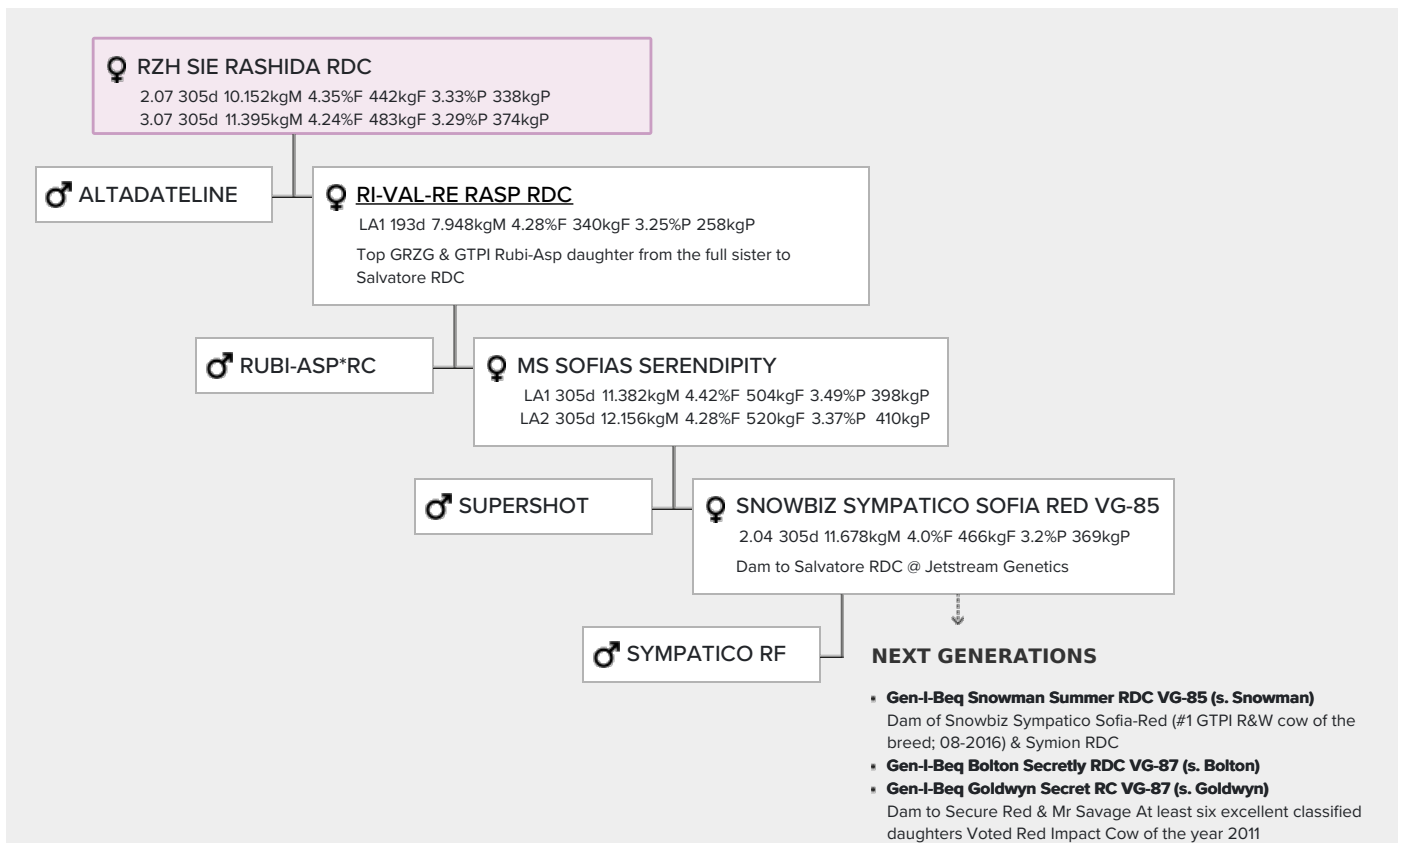 RZH SIE RASHIDA RDC
2.07 305d 10.152kgM 4.35%F 442kgF 3.33%P 338kgP
3.07 305d 11.395kgM 4.24%F 483kgF 3.29%P 374kgP
ALTADATELINE
RI-VAL-RE RASP RDC
LA1 193d 7.948kgM 4.28%F 340kgF 3.25%P 258kgP
Top GRZG & GTPI Rubi-Asp daughter from the full sister to
Salvatore RDC
RUBI-ASP*RC
MS SOFIAS SERENDIPITY
LA1 305d 11.382kgM 4.42%F 504kgF 3.49%P 398kgP
LA2 305d 12.156kgM 4.28%F 520kgF 3.37%P 410kgP
SUPERSHOT
SNOWBIZ SYMPATICO SOFIA RED VG-85
2.04 305d 11.678kgM 4.0%F 466kgF 3.2%P 369kgP
Dam to Salvatore RDC @ Jetstream Genetics
SYMPATICO RF
NEXT GENERATIONS
▪ Gen-I-Beq Snowman Summer RDC VG-85 (s. Snowman)
Dam of Snowbiz Sympatico Sofia-Red (#1 GTPI R&W cow of the
breed; 08-2016) & Symion RDC
▪ Gen-I-Beq Bolton Secretly RDC VG-87 (s. Bolton)
▪ Gen-I-Beq Goldwyn Secret RC VG-87 (s. Goldwyn)
Dam to Secure Red & Mr Savage At least six excellent classified
daughters Voted Red Impact Cow of the year 2011